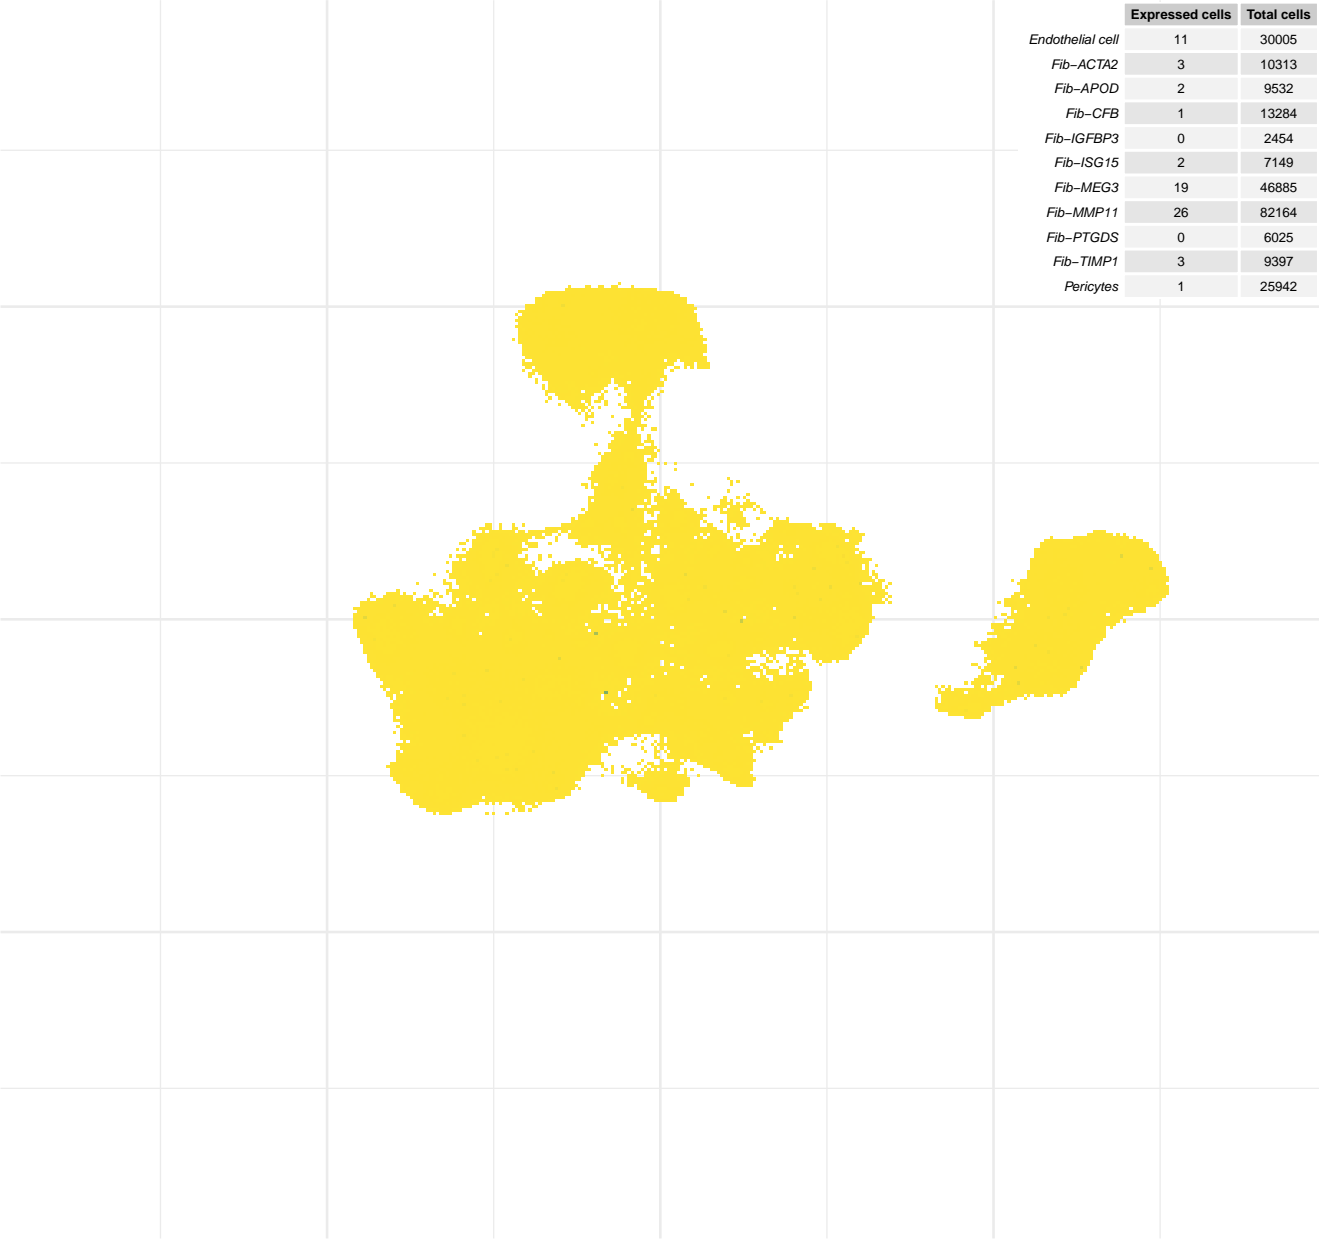 Expressed cells Total cells
Endothelial cell 11 30005
Fib−ACTA2 3 10313
Fib−APOD 2 9532
Fib−CFB 1 13284
Fib−IGFBP3 0 2454
Fib−ISG15 2 7149
Fib−MEG3 19 46885
Fib−MMP11 26 82164
Fib−PTGDS 0 6025
Fib−TIMP1 3 9397
Pericytes 1 25942